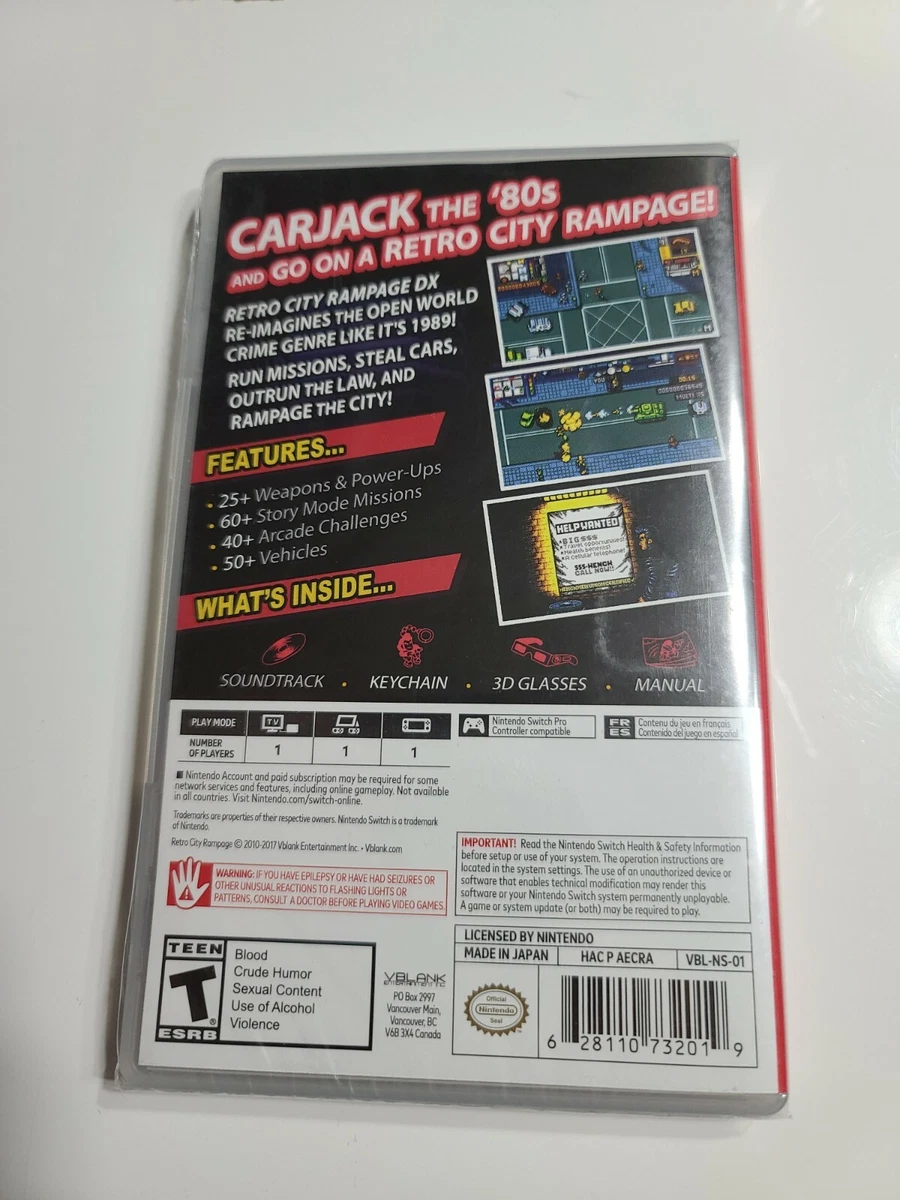 CARJACK THE '80s
AND GO ON A RETRO CITY RAMPAGE!
RETRO CITY RAMPAGE DX
RE-IMAGINES THE OPEN WORLD
CRIME GENRE LIKE IT'S 1989!
RUN MISSIONS, STEAL CARS,
OUTRUN THE LAW, AND
RAMPAGE THE CITY!
FEATURES...
• 25+ Weapons & Power-Ups
• 60+ Story Mode Missions
• 40+ Arcade Challenges
• 50+ Vehicles
HELP WANTED
• BIG $$$
• Travel opportunities!
• Health benefits!
• A cellular telephone!
555-HENCH
CALL NOW!!
WHAT'S INSIDE...
SOUNDTRACK • KEYCHAIN • 3D GLASSES • MANUAL
PLAY MODE
TV
NUMBER
OF PLAYERS
1 1 1
Nintendo Switch Pro
Controller compatible
FR
ES
Contenu du jeu en français
Contenido del juego en español
■ Nintendo Account and paid subscription may be required for some
network services and features, including online gameplay. Not available
in all countries. Visit Nintendo.com/switch-online.
Trademarks are properties of their respective owners. Nintendo Switch is a trademark
of Nintendo.
Retro City Rampage © 2010-2017 Vblank Entertainment Inc. • Vblank.com
WARNING: IF YOU HAVE EPILEPSY OR HAVE HAD SEIZURES OR
OTHER UNUSUAL REACTIONS TO FLASHING LIGHTS OR
PATTERNS, CONSULT A DOCTOR BEFORE PLAYING VIDEO GAMES.
IMPORTANT! Read the Nintendo Switch Health & Safety Information
before setup or use of your system. The operation instructions are
located in the system settings. The use of an unauthorized device or
software that enables technical modification may render this
software or your Nintendo Switch system permanently unplayable.
A game or system update (or both) may be required to play.
TEEN
T
®
ESRB
Blood
Crude Humor
Sexual Content
Use of Alcohol
Violence
VBLANK
ENTERTAINMENT INC
PO Box 2997
Vancouver Main,
Vancouver, BC
V6B 3X4 Canada
LICENSED BY NINTENDO
MADE IN JAPAN HAC P AECRA VBL-NS-01
Official
Nintendo
Seal
6 28110 73201 9